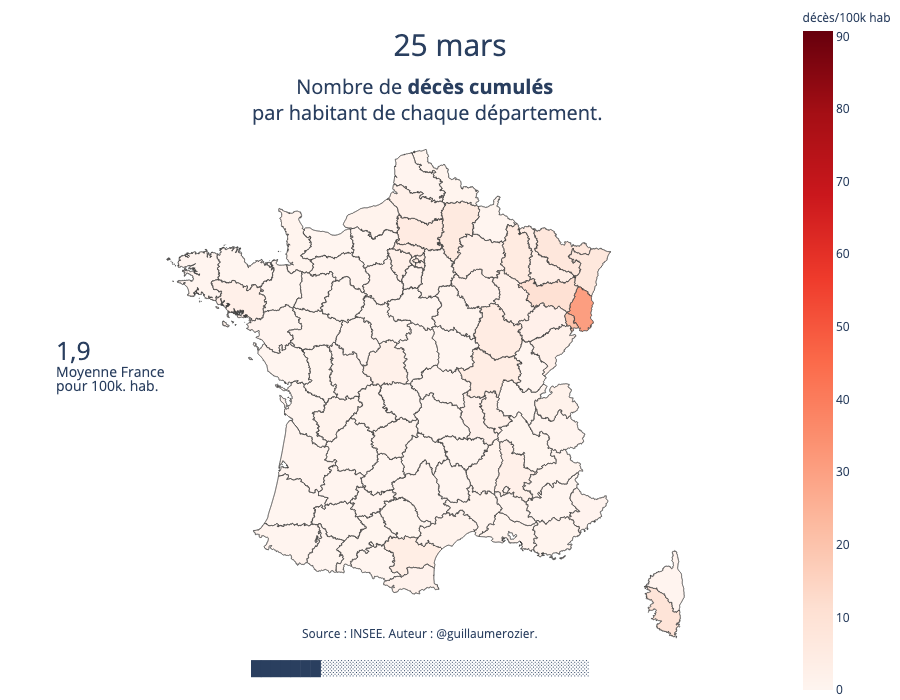 25 mars
Nombre de décès cumulés
par habitant de chaque département.
décès/100k hab
90
80
70
60
50
40
30
20
10
0
1,9
Moyenne France
pour 100k. hab.
Source : INSEE. Auteur : @guillaumerozier.